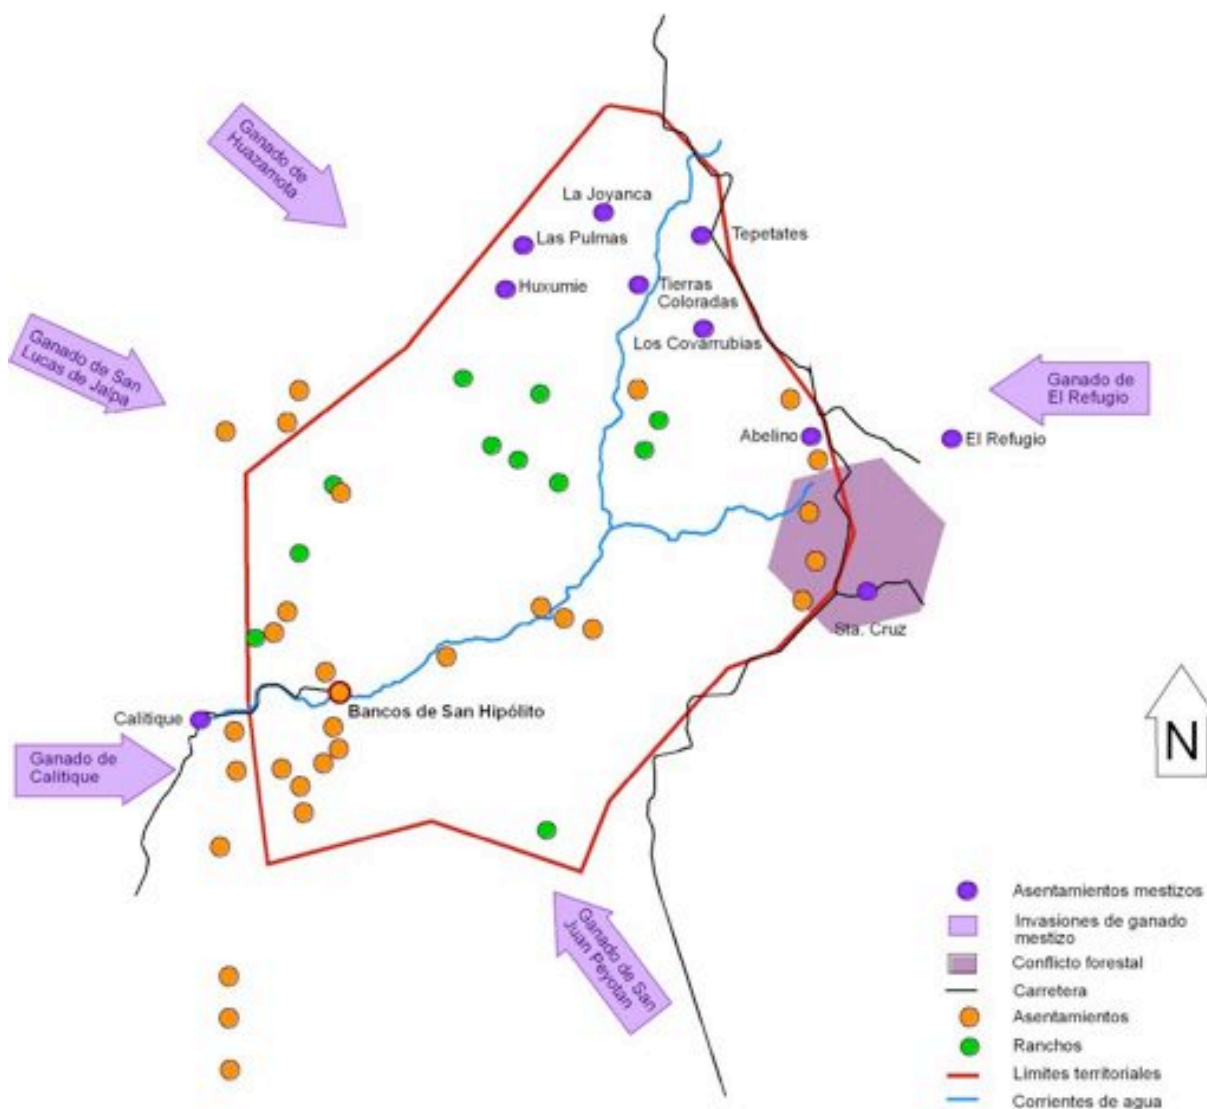 Ganado de
Huazamota
La Joyanca
Las Pulmas
Tepetates
Huxumie
Tierras
Coloradas
Los Covarrubias
Ganado de San
Lucas de Jalpa
Ganado de
El Refugio
Abelino
El Refugio
Sta. Cruz
Calitique
Bancos de San Hipólito
Ganado de
Calitique
N
Ganado de San
Juan Peyotan
Asentamientos mestizos
Invasiones de ganado
mestizo
Conflicto forestal
Carretera
Asentamientos
Ranchos
Limites territoriales
Corrientes de agua